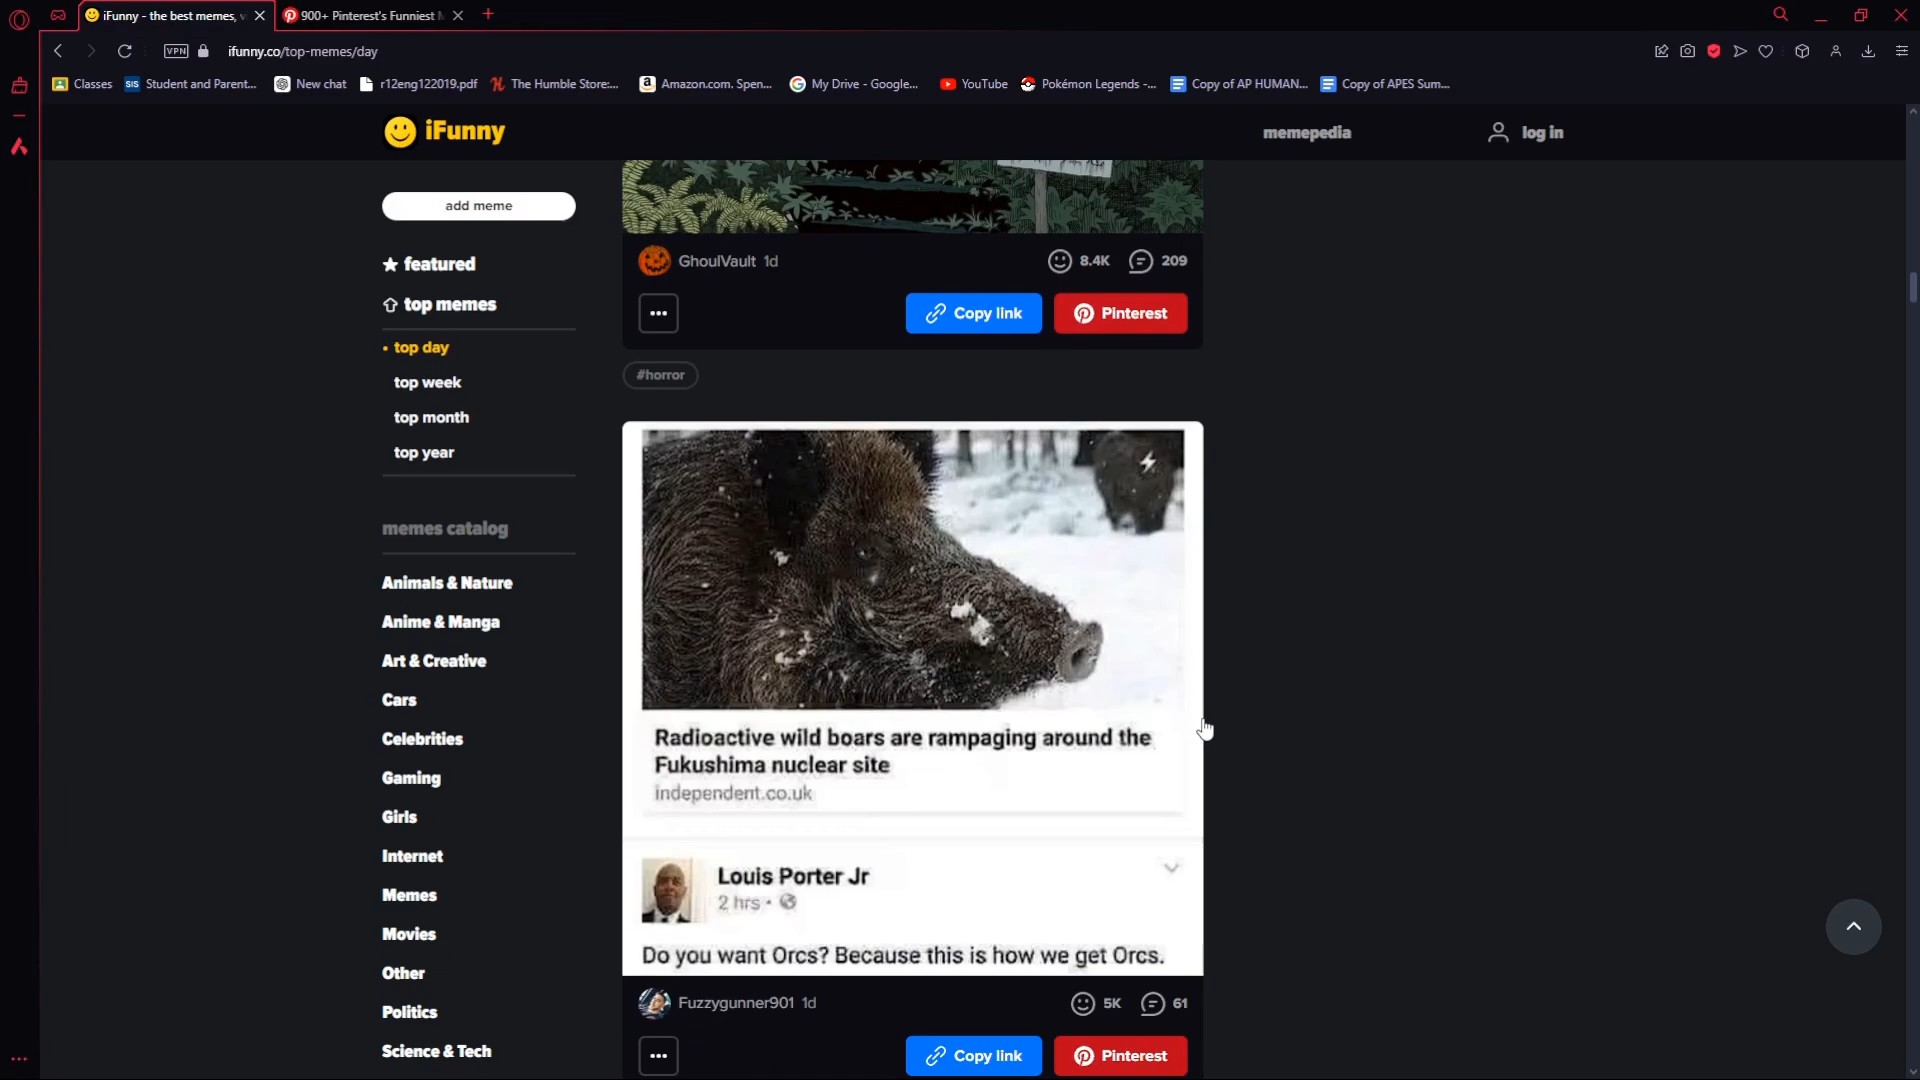 iFunny - the best memes, v
900+ Pinterest's Funniest
VPN
ifunny.co/top-memes/day
Classes
SIS Student and Parent...
New chat
r12eng122019.pdf
The Humble Store:...
Amazon.com. Spen...
My Drive - Google...
YouTube
Pokémon Legends -...
Copy of AP HUMAN...
Copy of APES Sum...
iFunny
memepedia
log in
add meme
featured
top memes
top day
top week
top month
top year
memes catalog
Animals & Nature
Anime & Manga
Art & Creative
Cars
Celebrities
Gaming
Girls
Internet
Memes
Movies
Other
Politics
Science & Tech
GhoulVault 1d
8.4K
209
Copy link
Pinterest
#horror
Radioactive wild boars are rampaging around the
Fukushima nuclear site
independent.co.uk
Louis Porter Jr
2 hrs •
Do you want Orcs? Because this is how we get Orcs.
Fuzzygunner901 1d
5K
61
Copy link
Pinterest